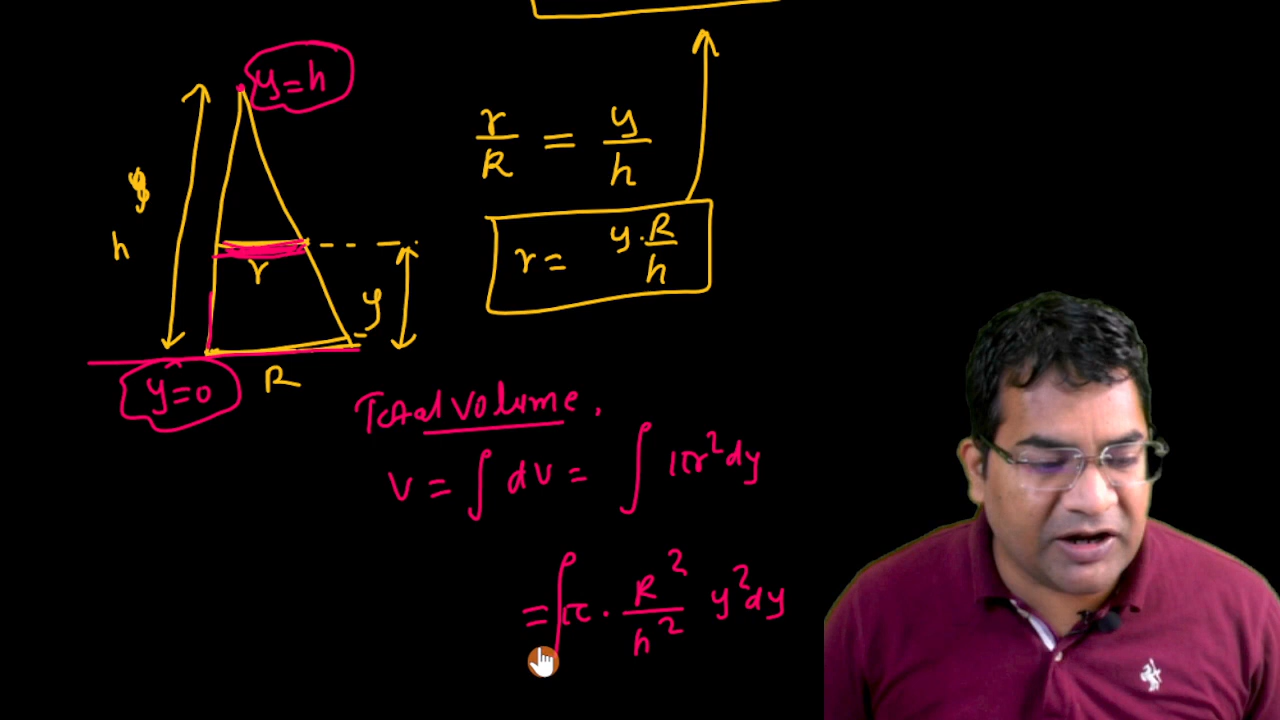 y=h
r/R = y/h
h
r = y.R/h
r
y
y=0
R
Total Volume.
V = ∫ dV = ∫ πr²dy
= ∫ π . R²/h² y²dy